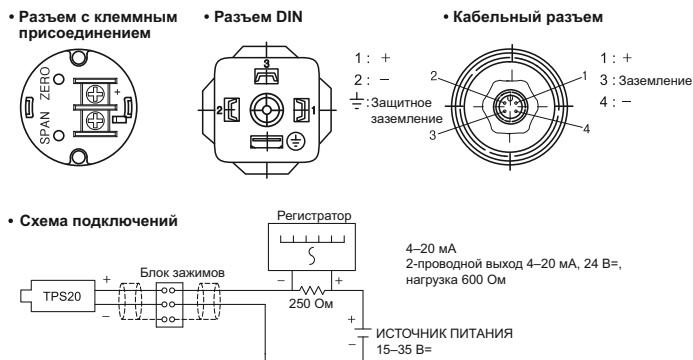 • Разъем с клеммным
присоединением
ZERO
SPAN
+
• Разъем DIN
3
2
1
1 : +
2 : −
⏚ : Защитное
заземление
• Кабельный разъем
2
1
3
4
1 : +
3 : Заземление
4 : −
• Схема подключений
Регистратор
− +
250 Ом
Блок зажимов
TPS20
+
−
4–20 мА
2-проводной выход 4–20 мА, 24 В=,
нагрузка 600 Ом
+
−
ИСТОЧНИК ПИТАНИЯ
15–35 В=